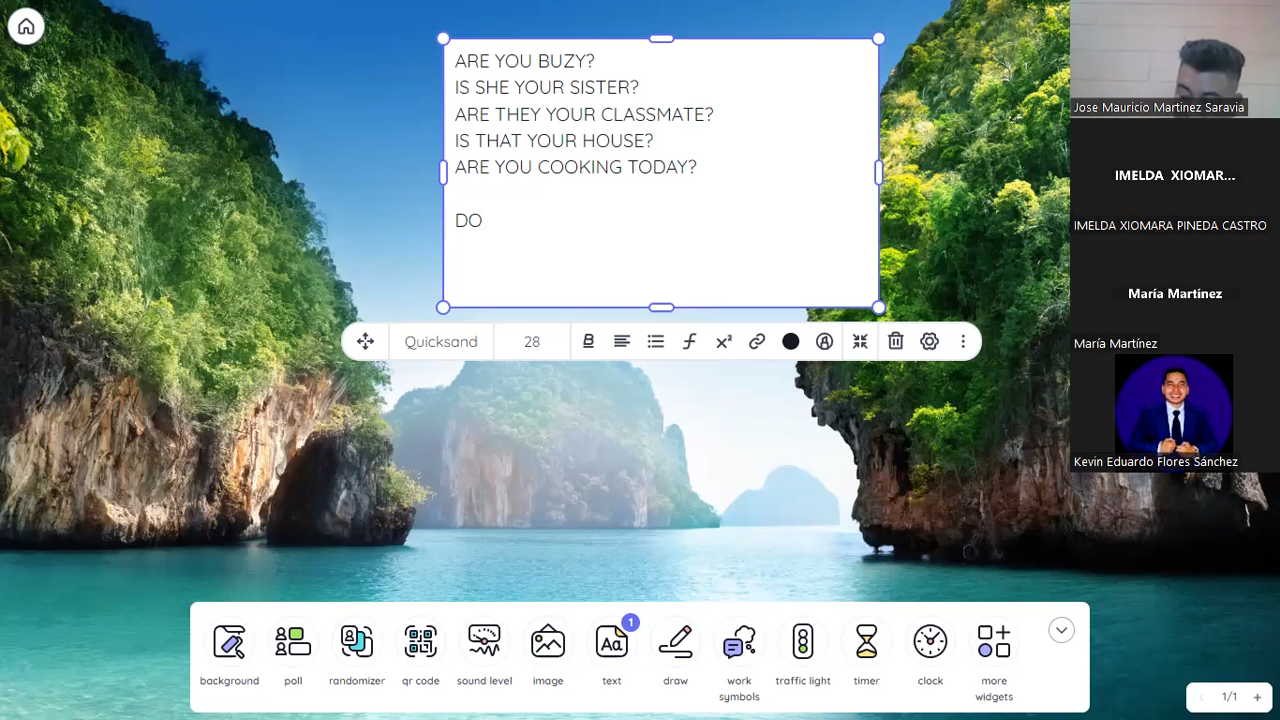 ARE YOU BUZY?
IS SHE YOUR SISTER?
ARE THEY YOUR CLASSMATE?
IS THAT YOUR HOUSE?
ARE YOU COOKING TODAY?
DO
Quicksand
28
B
Jose Mauricio Martinez Saravia
IMELDA XIOMAR...
IMELDA XIOMARA PINEDA CASTRO
María Martínez
María Martínez
Kevin Eduardo Flores Sánchez
1
Aa
background
poll
randomizer
qr code
sound level
image
text
draw
work symbols
traffic light
timer
clock
more widgets
1/1